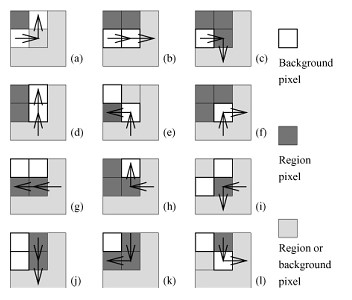 (a) (b) (c)
Background
pixel
(d) (e) (f)
Region
pixel
(g) (h) (i)
Region or
background
pixel
(j) (k) (l)